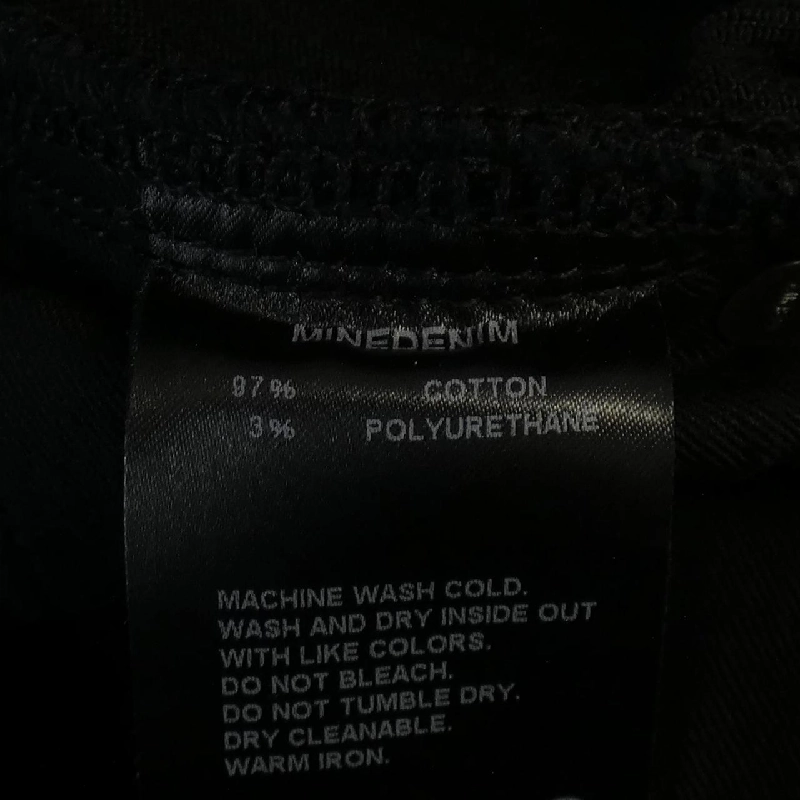 MINEDENIM
97% COTTON
3% POLYURETHANE
MACHINE WASH COLD.
WASH AND DRY INSIDE OUT
WITH LIKE COLORS.
DO NOT BLEACH.
DO NOT TUMBLE DRY.
DRY CLEANABLE.
WARM IRON.